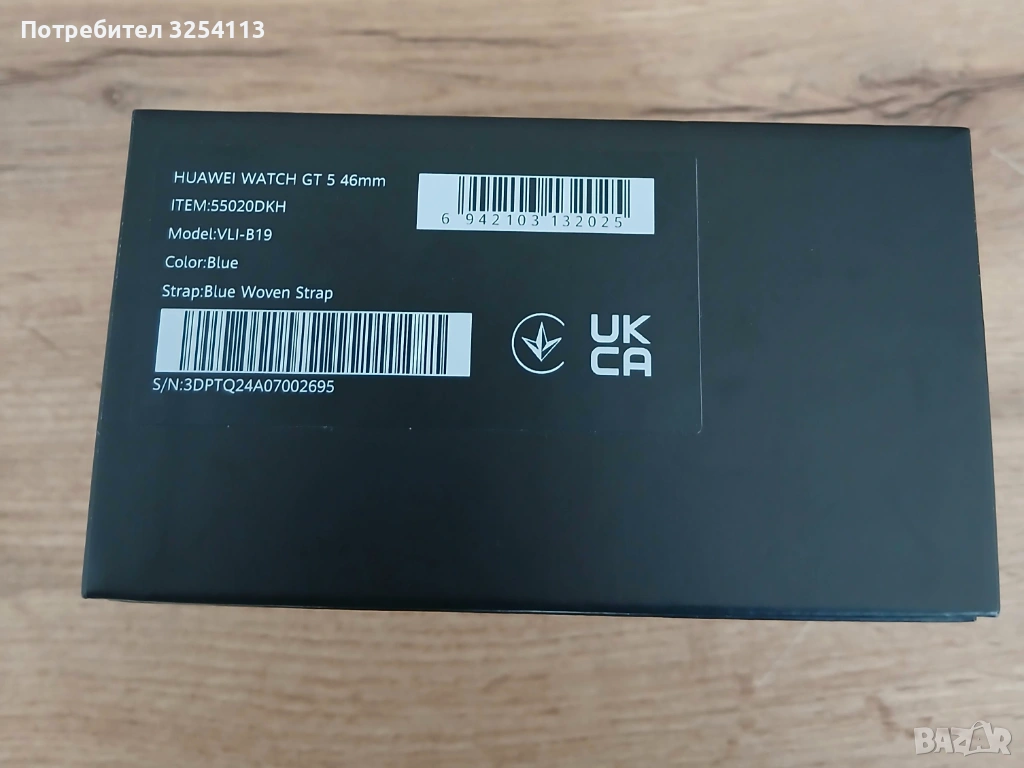 Потребител 3254113
HUAWEI WATCH GT 5 46mm
ITEM:55020DKH
Model:VLI-B19
Color:Blue
Strap:Blue Woven Strap
6 942103 132025
UK
CA
S/N:3DPTQ24A07002695
BAZAR